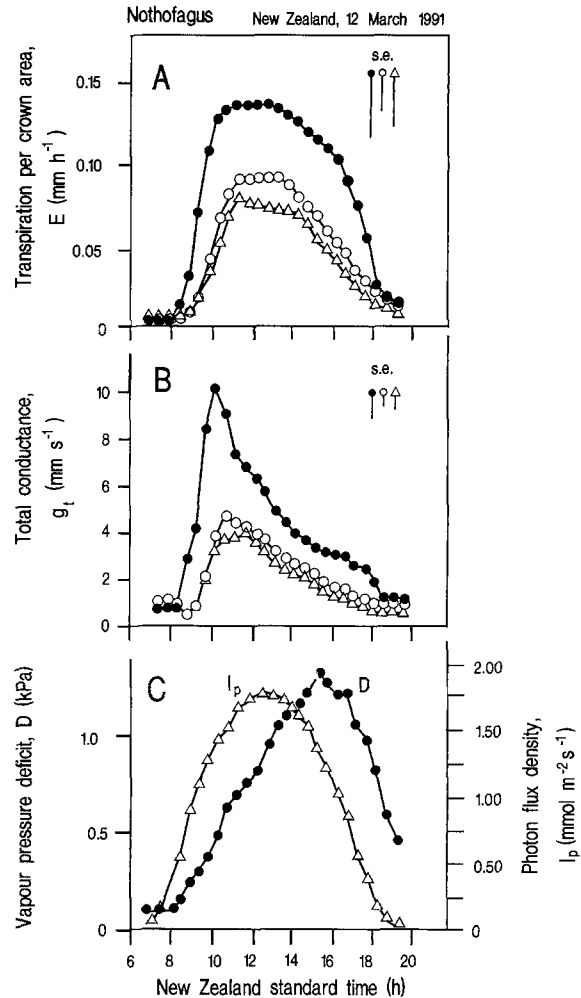 Nothofagus New Zealand, 12 March 1991
A
s.e.
Transpiration per crown area,
E (mm h⁻¹)
0.15
0.10
0.05
0
B
s.e.
Total conductance,
gₜ (mm s⁻¹)
10
8
6
4
2
0
C
Iₚ
D
Vapour pressure deficit, D (kPa)
1.0
0.5
0
2.00
1.50
1.00
0.50
0
Photon flux density,
Iₚ (mmol m⁻² s⁻¹)
6 8 10 12 14 16 18 20
New Zealand standard time (h)